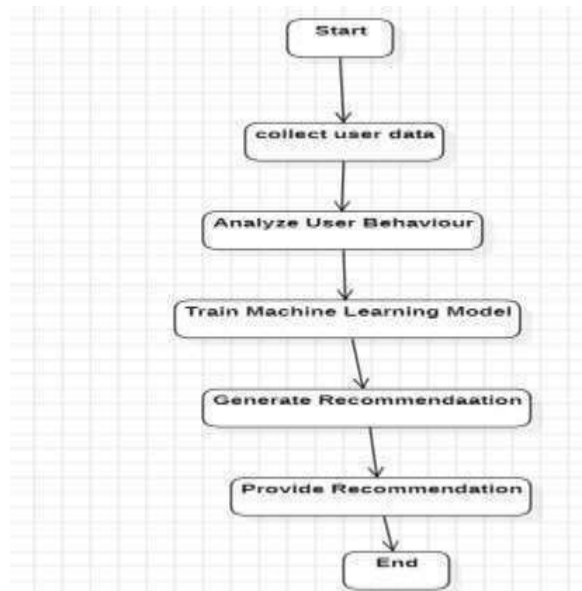 Start
collect user data
Analyze User Behaviour
Train Machine Learning Model
Generate Recommendaation
Provide Recommendation
End